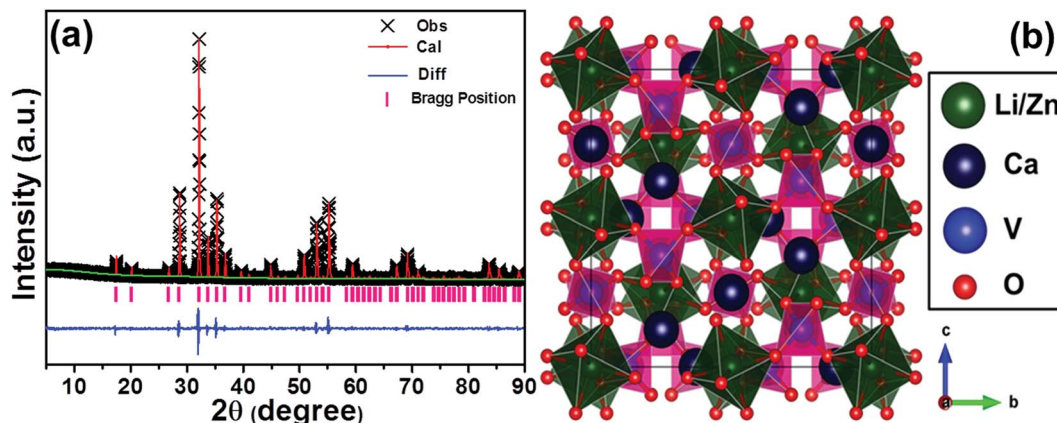 (a)
Obs
Cal
Diff
Bragg Position
Intensity (a.u.)
10 20 30 40 50 60 70 80 90
2θ (degree)
(b)
Li/Zn
Ca
V
O
c
a
b